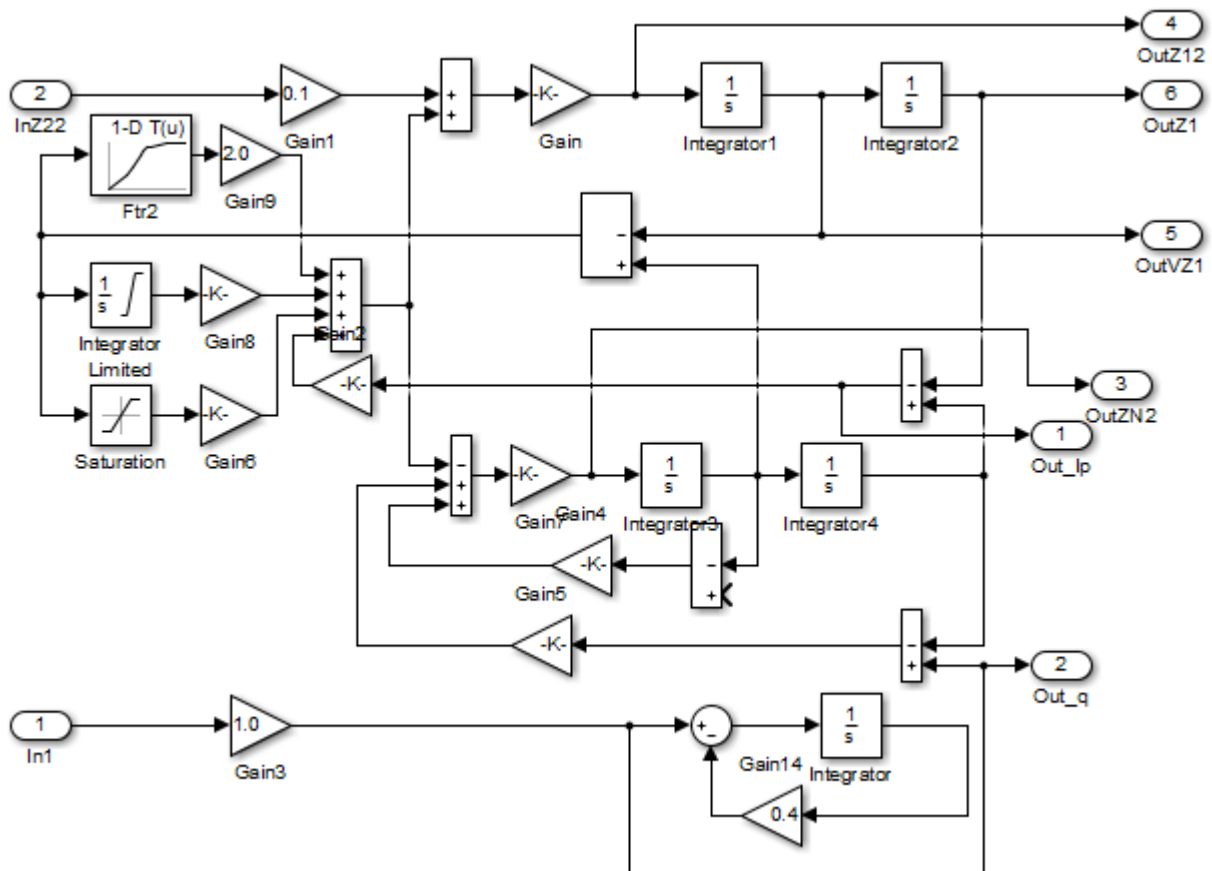 4
OutZ12
2
InZ22
0.1
Gain1
+
+
-K-
Gain
1
s
Integrator1
1
s
Integrator2
6
OutZ1
1-D T(u)
Ftr2
2.0
Gain9
−
+
5
OutVZ1
1
s
Integrator
Limited
-K-
Gain8
+
+
+
Gain2
-K-
−
+
3
OutZN2
1
Out_Ip
Saturation
-K-
Gain6
−
+
+
-K-
Gain7
Gain4
1
s
Integrator3
1
s
Integrator4
-K-
Gain5
−
+
-K-
−
+
2
Out_q
1
In1
1.0
Gain3
+
−
Gain14
1
s
Integrator
0.4